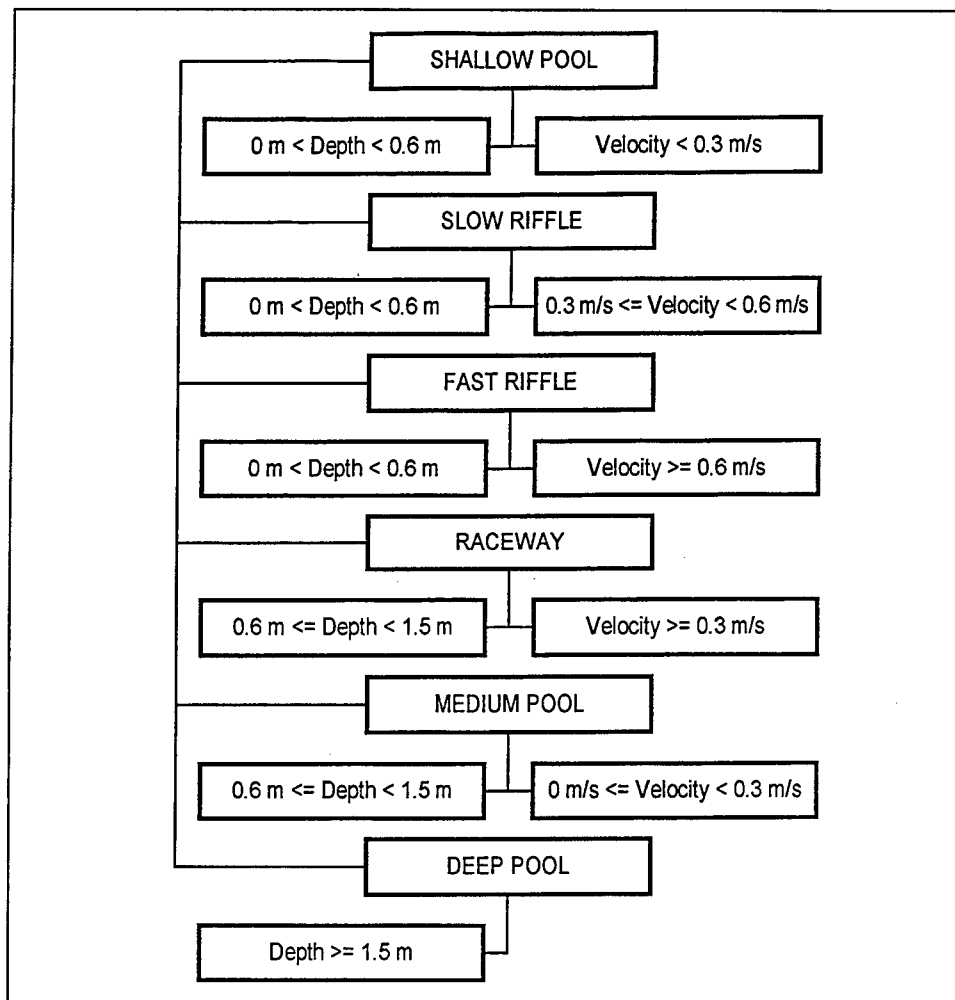 SHALLOW POOL
0 m < Depth < 0.6 m
Velocity < 0.3 m/s
SLOW RIFFLE
0 m < Depth < 0.6 m
0.3 m/s <= Velocity < 0.6 m/s
FAST RIFFLE
0 m < Depth < 0.6 m
Velocity >= 0.6 m/s
RACEWAY
0.6 m <= Depth < 1.5 m
Velocity >= 0.3 m/s
MEDIUM POOL
0.6 m <= Depth < 1.5 m
0 m/s <= Velocity < 0.3 m/s
DEEP POOL
Depth >= 1.5 m